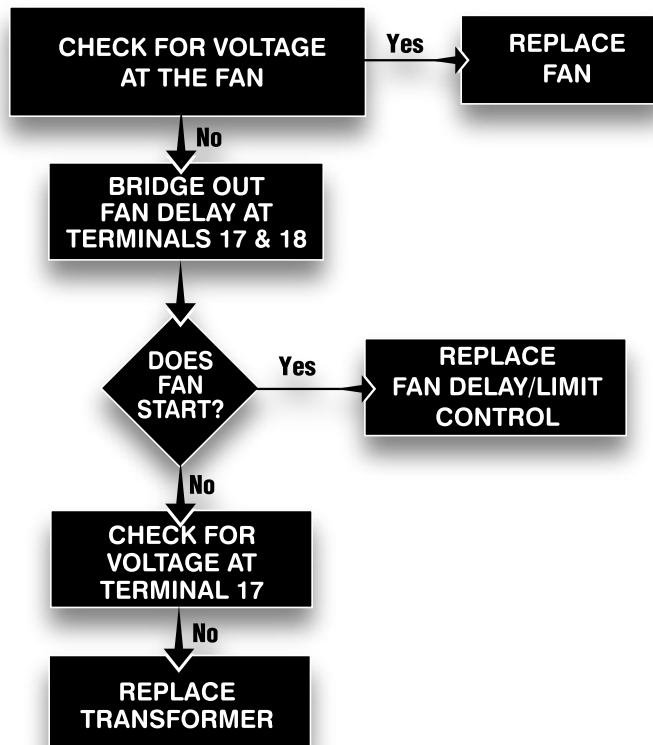 CHECK FOR VOLTAGE
AT THE FAN
Yes
REPLACE
FAN
No
BRIDGE OUT
FAN DELAY AT
TERMINALS 17 & 18
DOES
FAN
START?
Yes
REPLACE
FAN DELAY/LIMIT
CONTROL
No
CHECK FOR
VOLTAGE AT
TERMINAL 17
No
REPLACE
TRANSFORMER